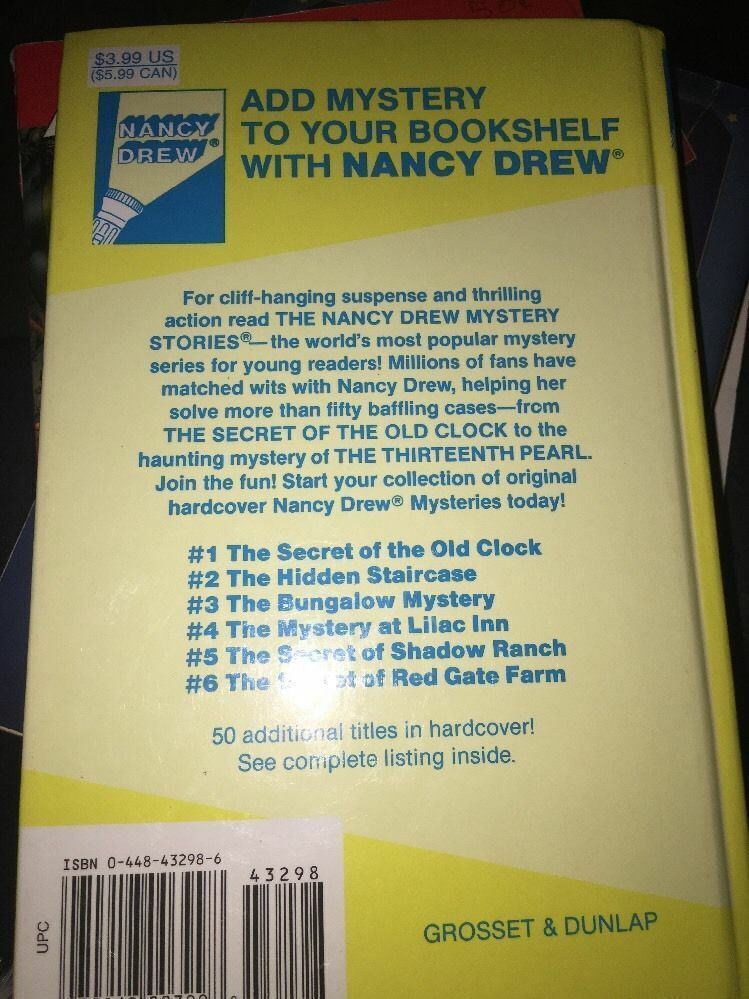 $3.99 US
($5.99 CAN)
NANCY
DREW®
ADD MYSTERY
TO YOUR BOOKSHELF
WITH NANCY DREW®
For cliff-hanging suspense and thrilling
action read THE NANCY DREW MYSTERY
STORIES®—the world's most popular mystery
series for young readers! Millions of fans have
matched wits with Nancy Drew, helping her
solve more than fifty baffling cases—from
THE SECRET OF THE OLD CLOCK to the
haunting mystery of THE THIRTEENTH PEARL.
Join the fun! Start your collection of original
hardcover Nancy Drew® Mysteries today!
#1 The Secret of the Old Clock
#2 The Hidden Staircase
#3 The Bungalow Mystery
#4 The Mystery at Lilac Inn
#5 The Secret of Shadow Ranch
#6 The Secret of Red Gate Farm
50 additional titles in hardcover!
See complete listing inside.
ISBN 0-448-43298-6
43298
UPC
GROSSET & DUNLAP